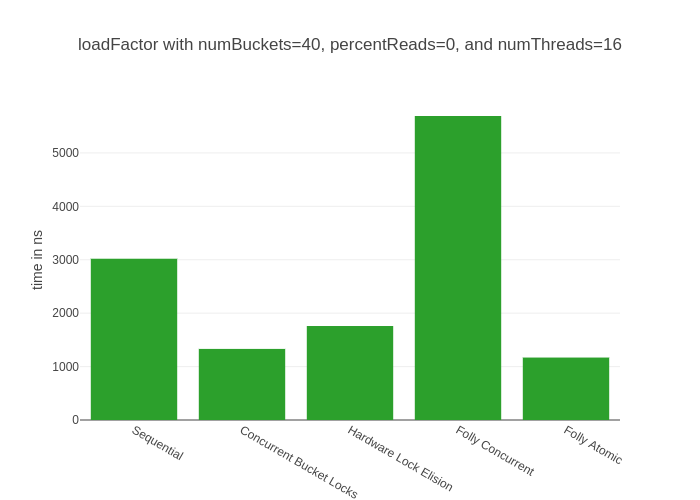 loadFactor with numBuckets=40, percentReads=0, and numThreads=16
time in ns
5000
4000
3000
2000
1000
0
Sequential
Concurrent Bucket Locks
Hardware Lock Elision
Folly Concurrent
Folly Atomic